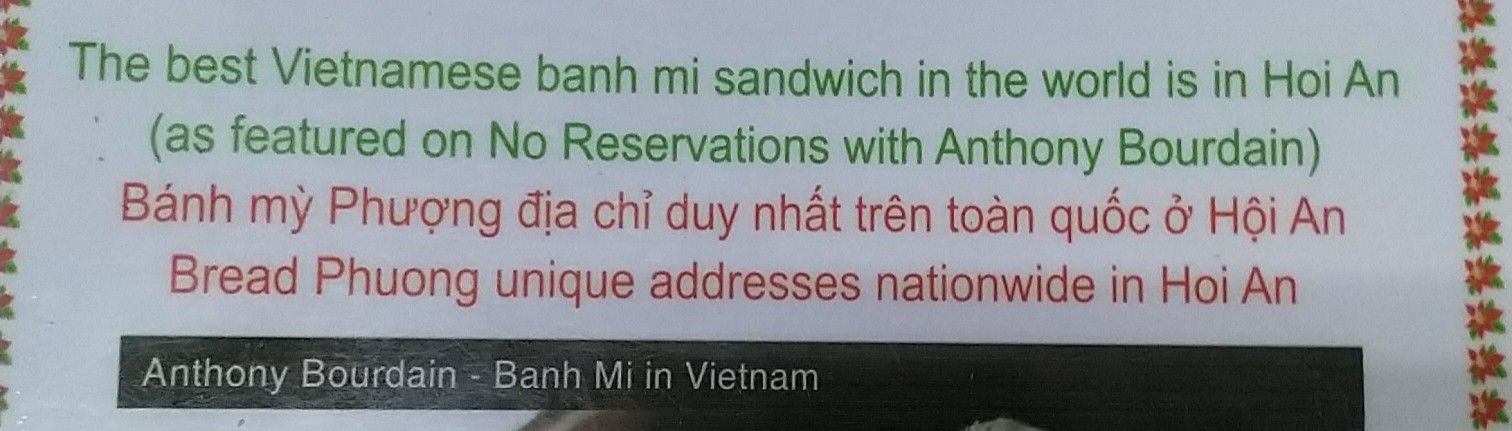 The best Vietnamese banh mi sandwich in the world is in Hoi An
(as featured on No Reservations with Anthony Bourdain)
Bánh mỳ Phượng địa chỉ duy nhất trên toàn quốc ở Hội An
Bread Phuong unique addresses nationwide in Hoi An
Anthony Bourdain - Banh Mi in Vietnam